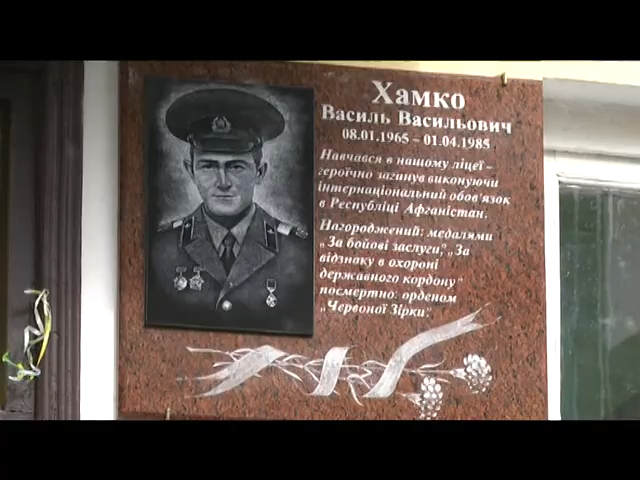 Хамко
Василь Васильович
08.01.1965 – 01.04.1985
Навчався в нашому ліцеї –
героїчно загинув виконуючи
інтернаціональний обов'язок
в Республіці Афганістан.
Нагороджений: медалями
„За бойові заслуги,” „За
відзнаку в охороні
державного кордону”
посмертно: орденом
„Червоної Зірки.”